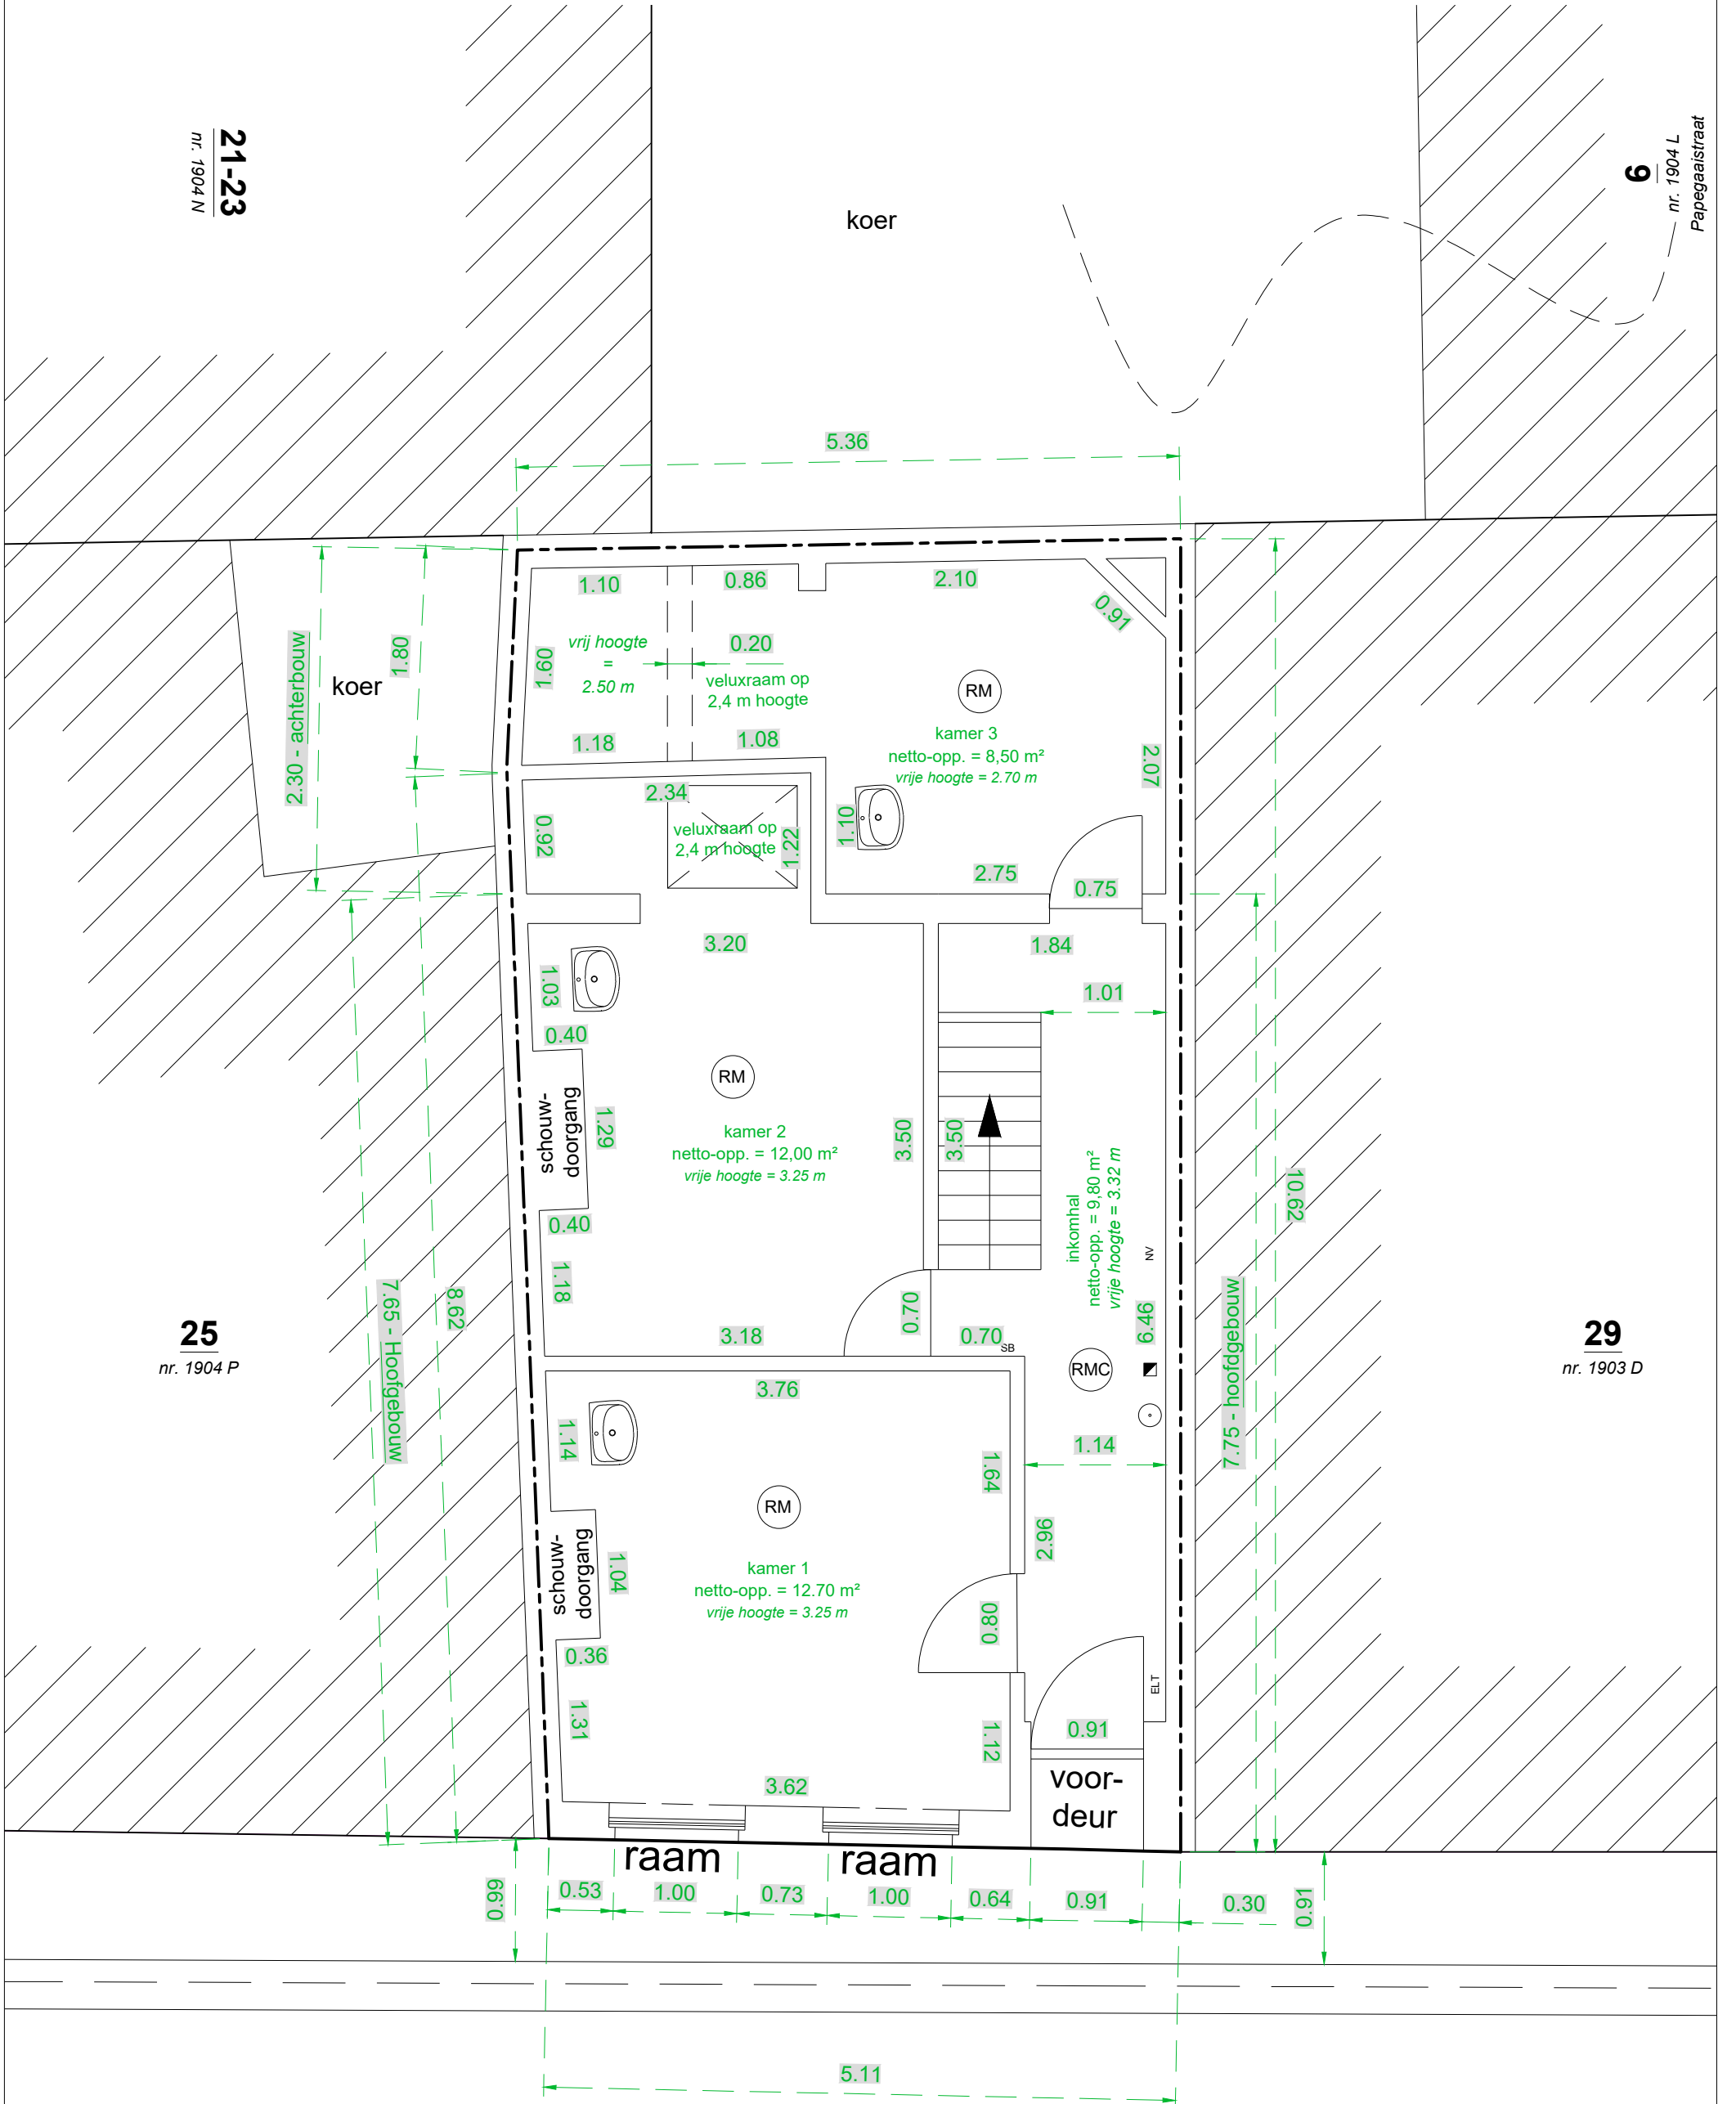 21-23
nr. 1904 N
6
nr. 1904 L
Papegaaistraat
koer
5.36
1.10
0.86
2.10
0.91
2.30 - achterbouw
1.80
koer
1.60
vrij hoogte
=
2.50 m
0.20
veluxraam op
2,4 m hoogte
RM
kamer 3
netto-opp. = 8,50 m²
vrije hoogte = 2.70 m
2.07
1.18
1.08
2.34
0.92
veluxraam op
2,4 m hoogte
1.22
1.10
2.75
0.75
3.20
1.84
1.01
1.03
0.40
RM
schouw-
doorgang
1.29
kamer 2
netto-opp. = 12,00 m²
vrije hoogte = 3.25 m
3.50
3.50
inkomhal
netto-opp. = 9,80 m²
vrije hoogte = 3.32 m
NV
10.62
0.40
1.18
7.65 - Hoofgebouw
8.62
3.18
0.70
0.70
SB
6.46
7.75 - hoofdgebouw
25
nr. 1904 P
29
nr. 1903 D
RMC
3.76
1.14
1.64
1.14
RM
2.96
schouw-
doorgang
1.04
kamer 1
netto-opp. = 12.70 m²
vrije hoogte = 3.25 m
0.80
0.36
1.31
1.12
ELT
0.91
3.62
voor-
deur
raam
raam
0.99
0.53
1.00
0.73
1.00
0.64
0.91
0.30
0.91
5.11